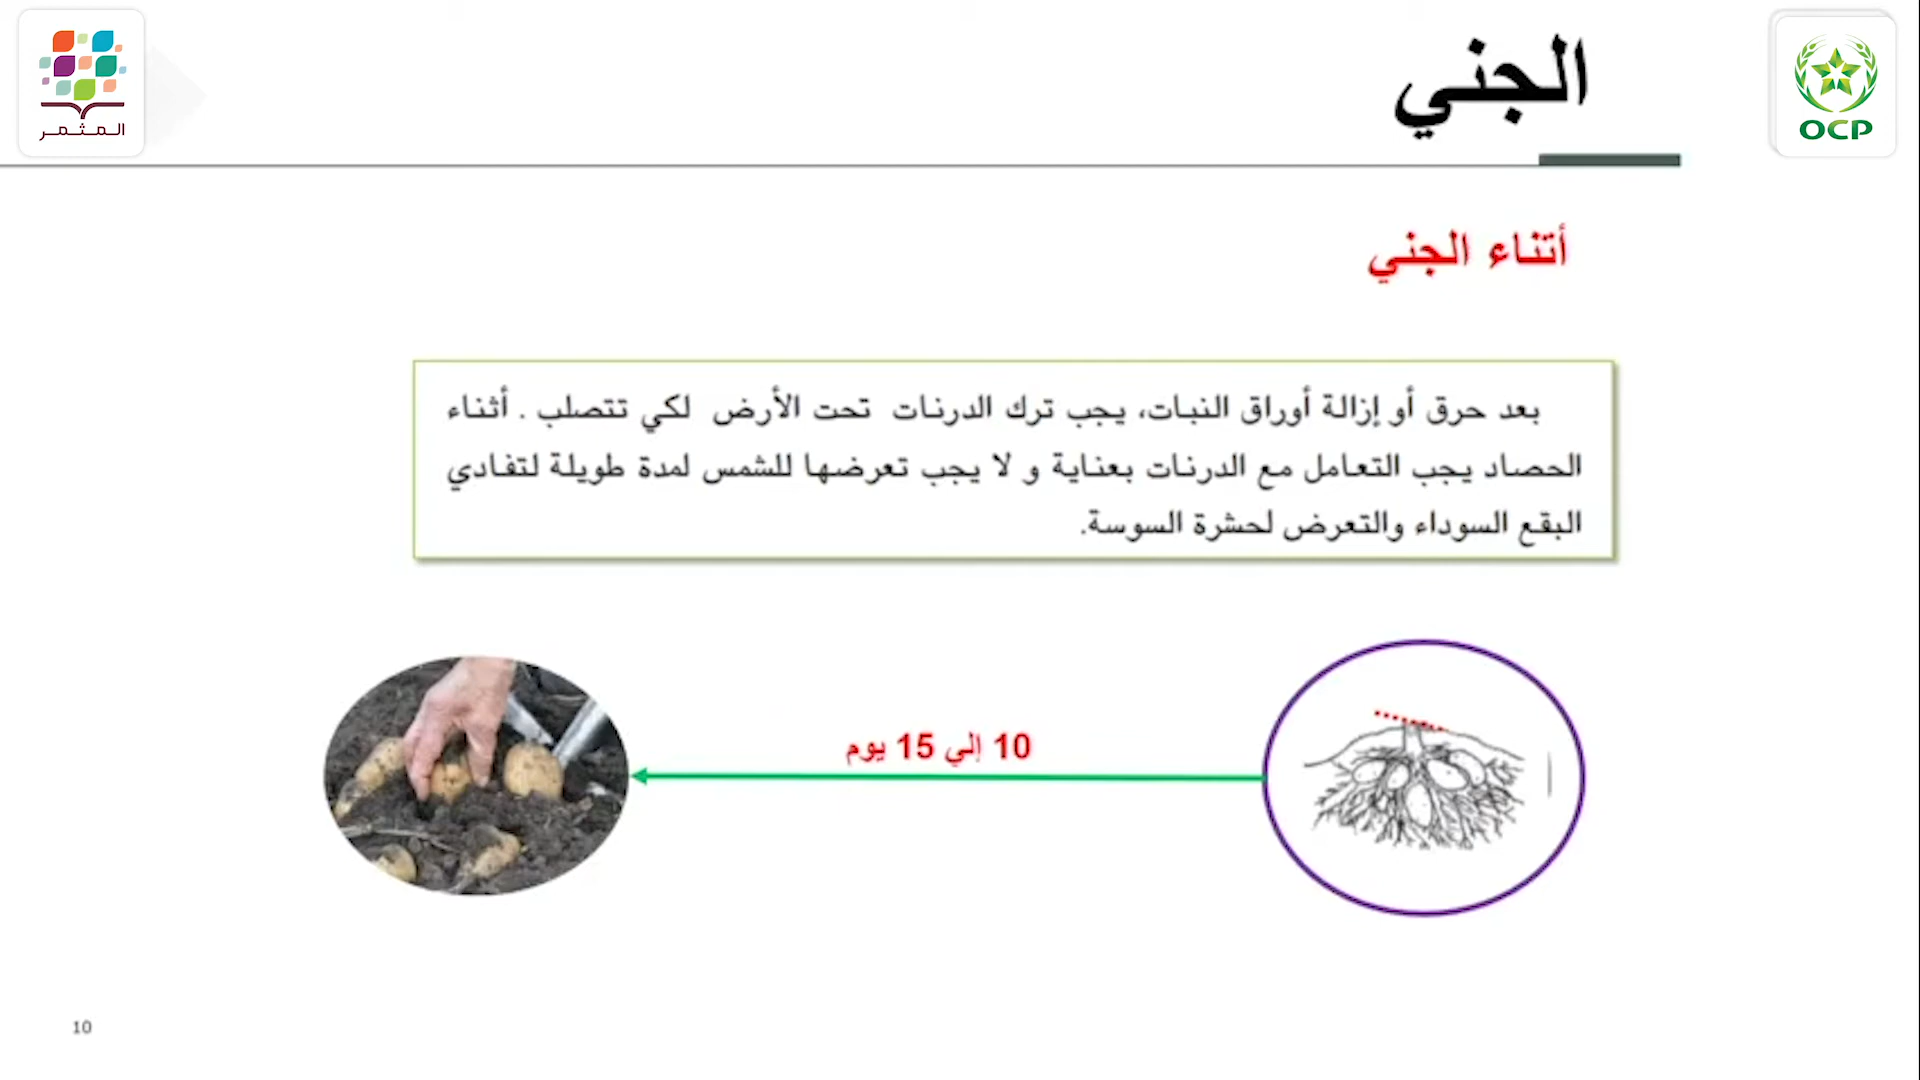 المثمر
الجني
OCP
أتناء الجني
بعد حرق أو إزالة أوراق النبات، يجب ترك الدرنات تحت الأرض لكي تتصلب . أثناء
الحصاد يجب التعامل مع الدرنات بعناية و لا يجب تعرضها للشمس لمدة طويلة لتفادي
البقع السوداء والتعرض لحشرة السوسة.
10 إلي 15 يوم
10